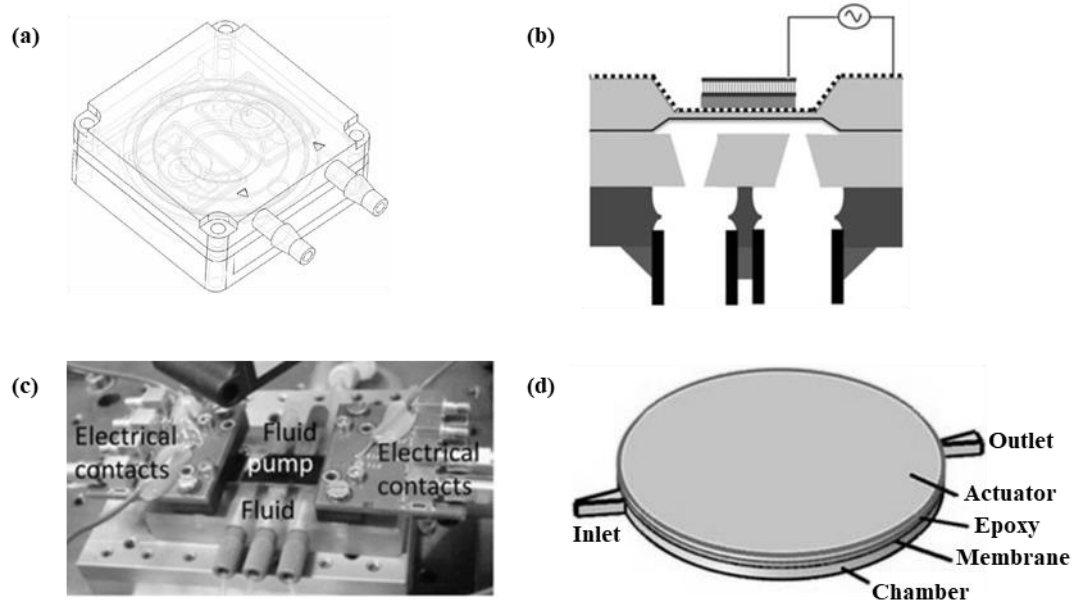 (a)
(b)
(c)
Electrical
contacts
Fluid
pump
Fluid
Electrical
contacts
(d)
Outlet
Actuator
Epoxy
Membrane
Chamber
Inlet